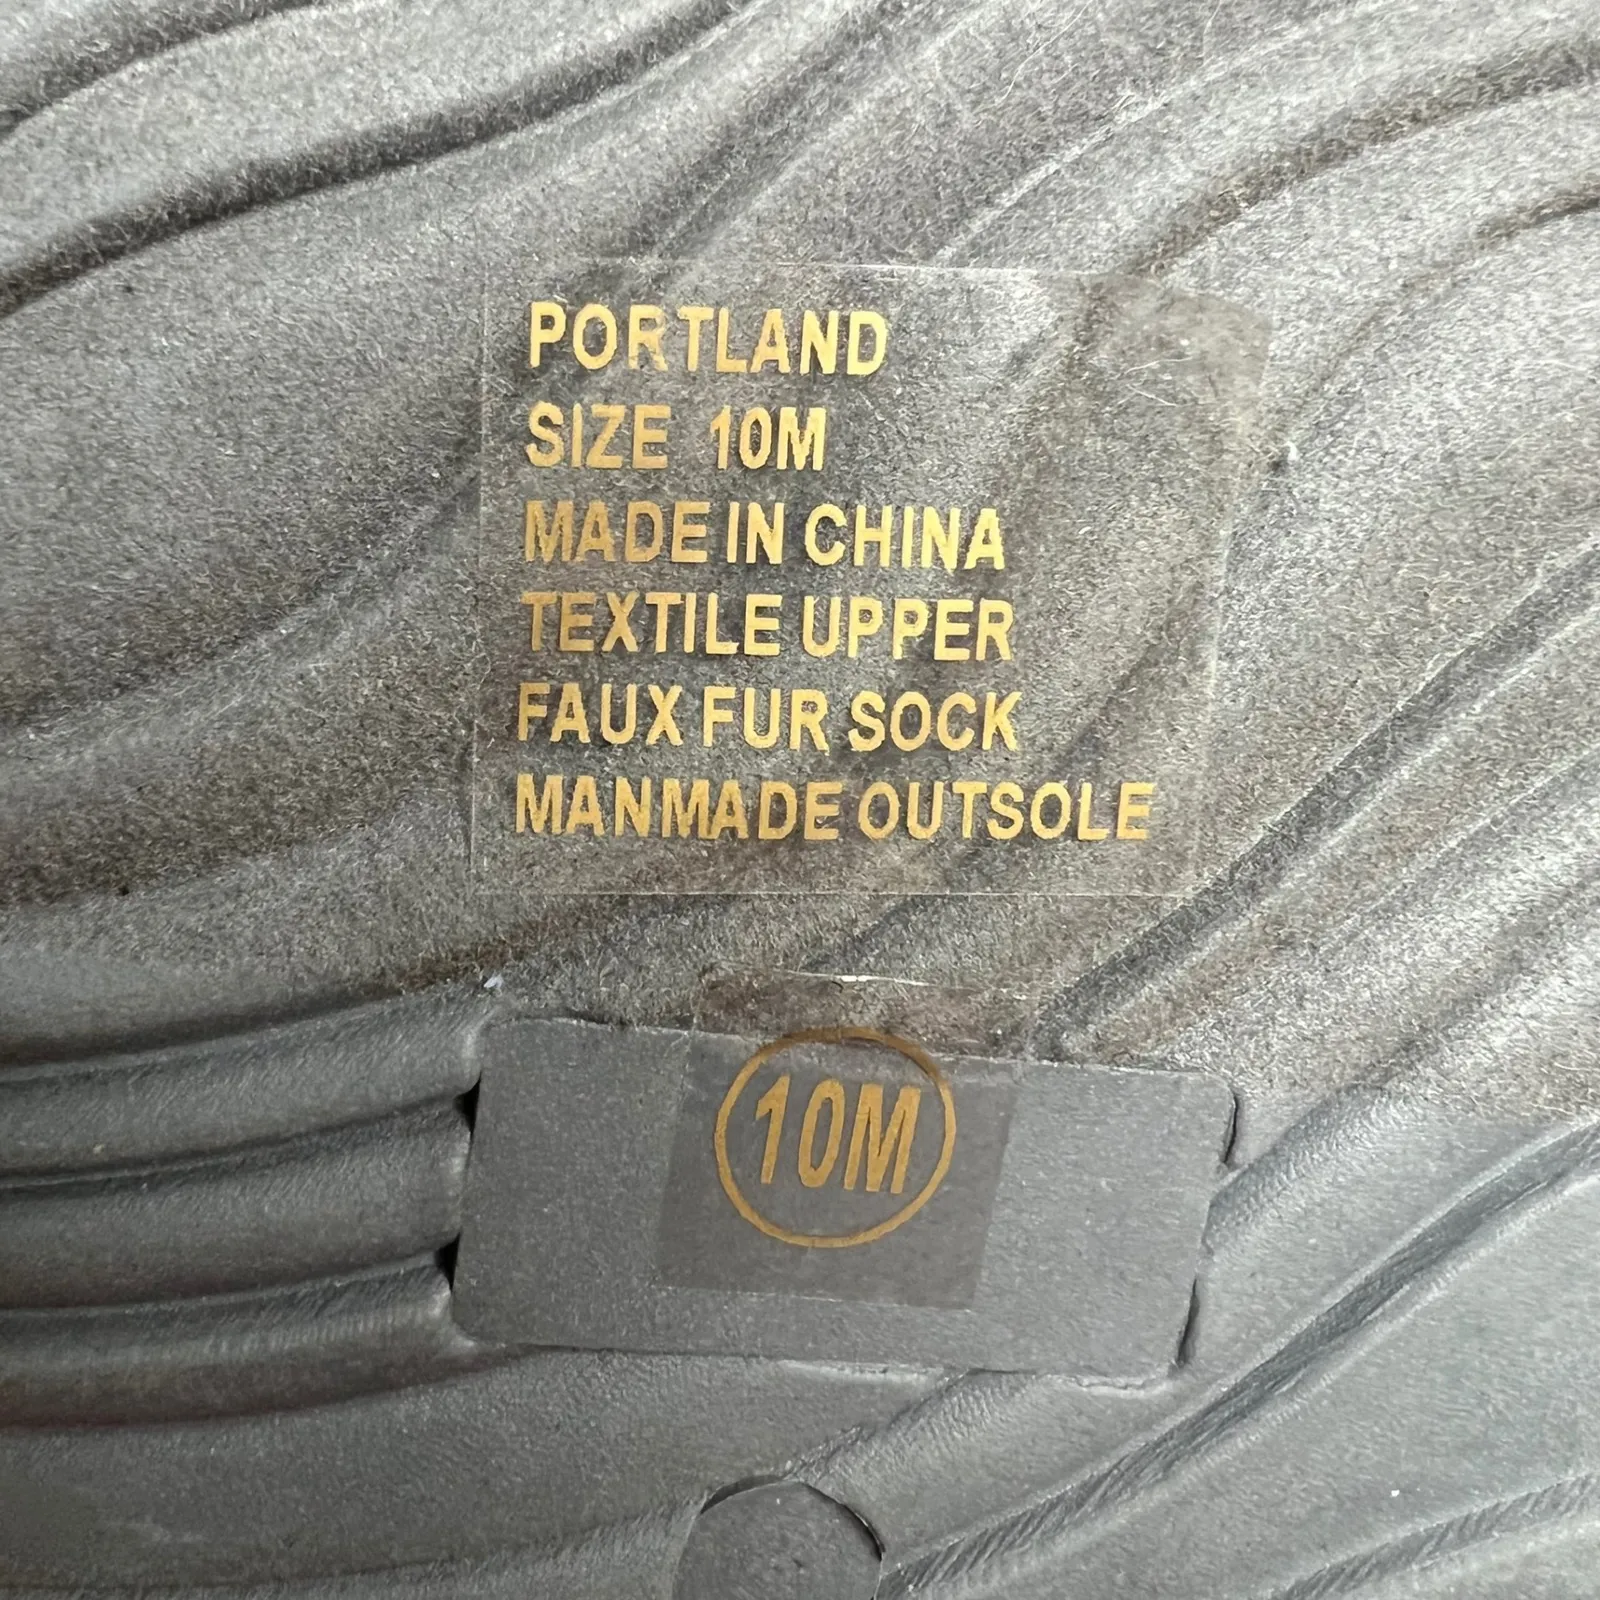 PORTLAND
SIZE 10M
MADE IN CHINA
TEXTILE UPPER
FAUX FUR SOCK
MANMADE OUTSOLE
10M